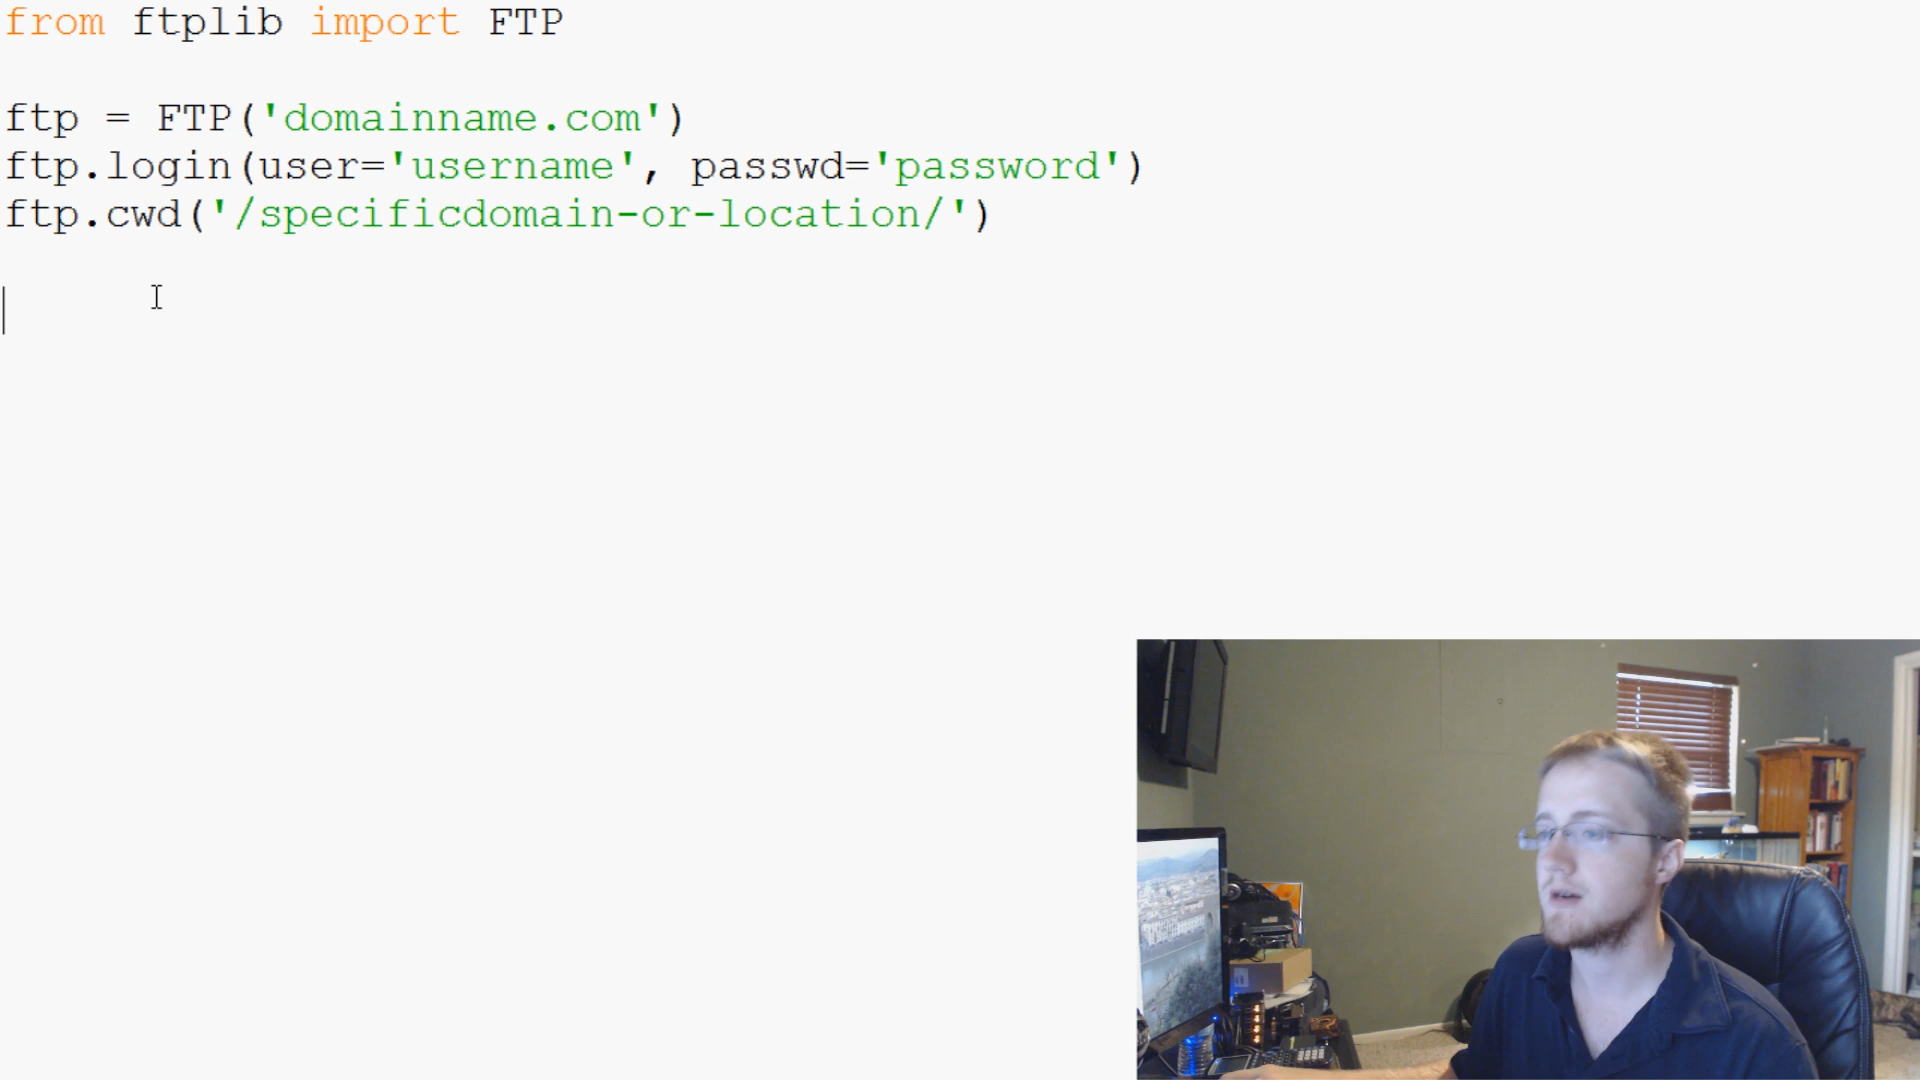 from ftplib import FTP
ftp = FTP('domainname.com')
ftp.login(user='username', passwd='password')
ftp.cwd('/specificdomain-or-location/')